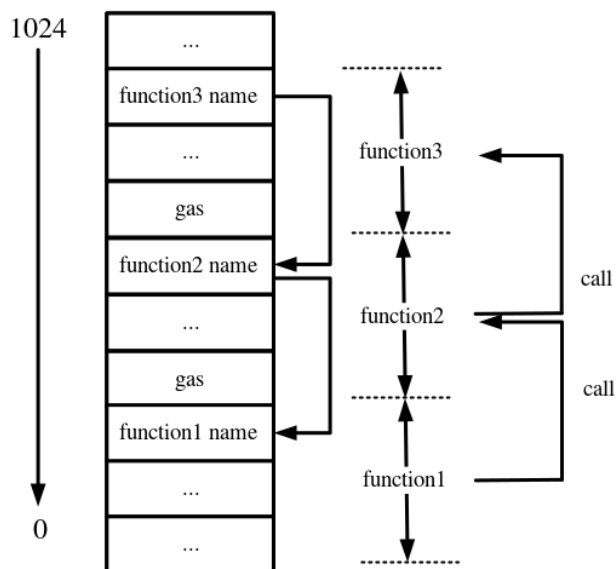 1024
...
function3 name
...
gas
function2 name
...
gas
function1 name
...
...
0
function3
function2
function1
call
call